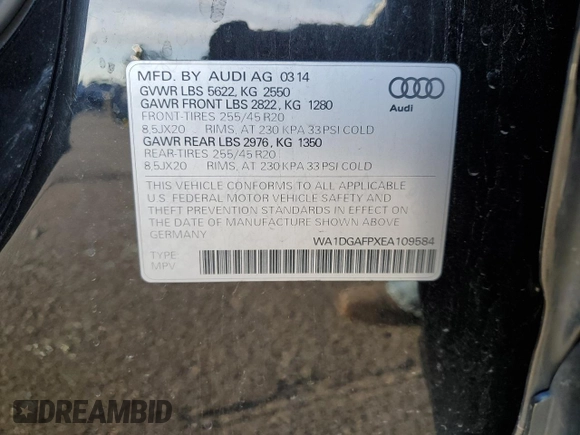 MFD. BY AUDI AG 0314
GVWR LBS 5622, KG 2550
GAWR FRONT LBS 2822, KG 1280
FRONT-TIRES 255/45 R20
8,5JX20 RIMS, AT 230 KPA 33 PSI COLD
GAWR REAR LBS 2976, KG 1350
REAR-TIRES 255/45 R20
8,5JX20 RIMS, AT 230 KPA 33 PSI COLD
THIS VEHICLE CONFORMS TO ALL APPLICABLE
U.S. FEDERAL MOTOR VEHICLE SAFETY AND
THEFT PREVENTION STANDARDS IN EFFECT ON
THE DATE OF MANUFACTURE SHOWN ABOVE
GERMANY WA1DGAFPXEA109584
TYPE
MPV
Audi
DREAMBID